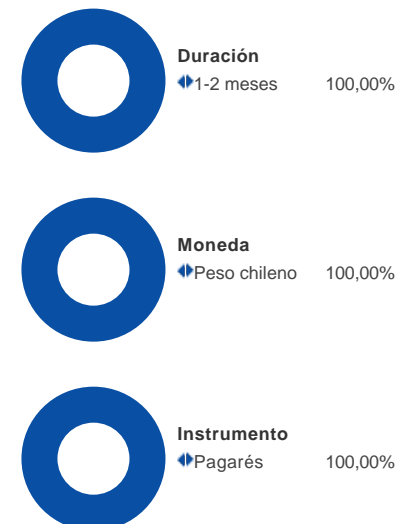 Duración
1-2 meses 100,00%
Moneda
Peso chileno 100,00%
Instrumento
Pagarés 100,00%